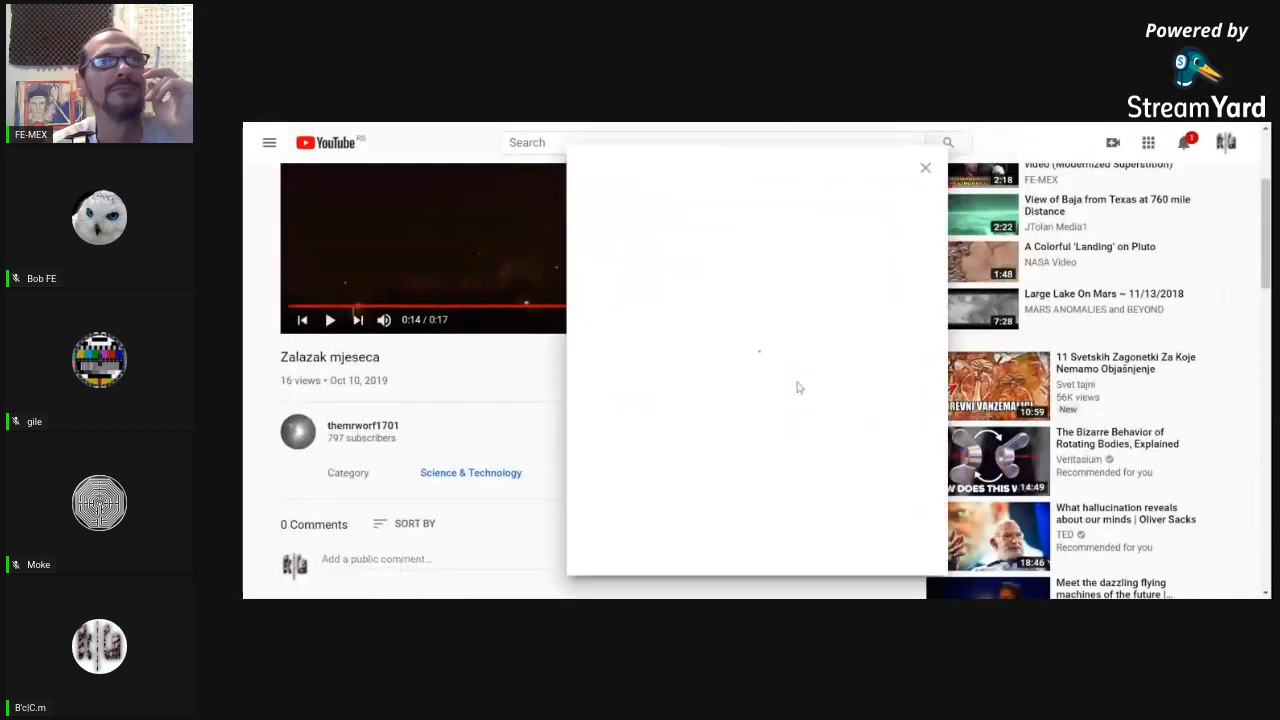 Powered by
StreamYard
FE-MEX
Bob FE
gile
Moke
B'c|C.m
YouTube RS
Search
1
0:14 / 0:17
Zalazak mjeseca
16 views • Oct 10, 2019
themrworf1701
797 subscribers
Category
Science & Technology
0 Comments
SORT BY
Add a public comment...
video (Modernized Superstition)
FE-MEX
2:18
View of Baja from Texas at 760 mile
Distance
JTolan Media1
2:22
A Colorful 'Landing' on Pluto
NASA Video
1:48
Large Lake On Mars ~ 11/13/2018
MARS ANOMALIES and BEYOND
7:28
11 Svetskih Zagonetki Za Koje
Nemamo Objašnjenje
Svet tajni
56K views
New
REVNI VANZEMALJ
10:59
The Bizarre Behavior of
Rotating Bodies, Explained
Veritasium
Recommended for you
W DOES THIS W
14:49
What hallucination reveals
about our minds | Oliver Sacks
TED
Recommended for you
18:46
Meet the dazzling flying
machines of the future |...